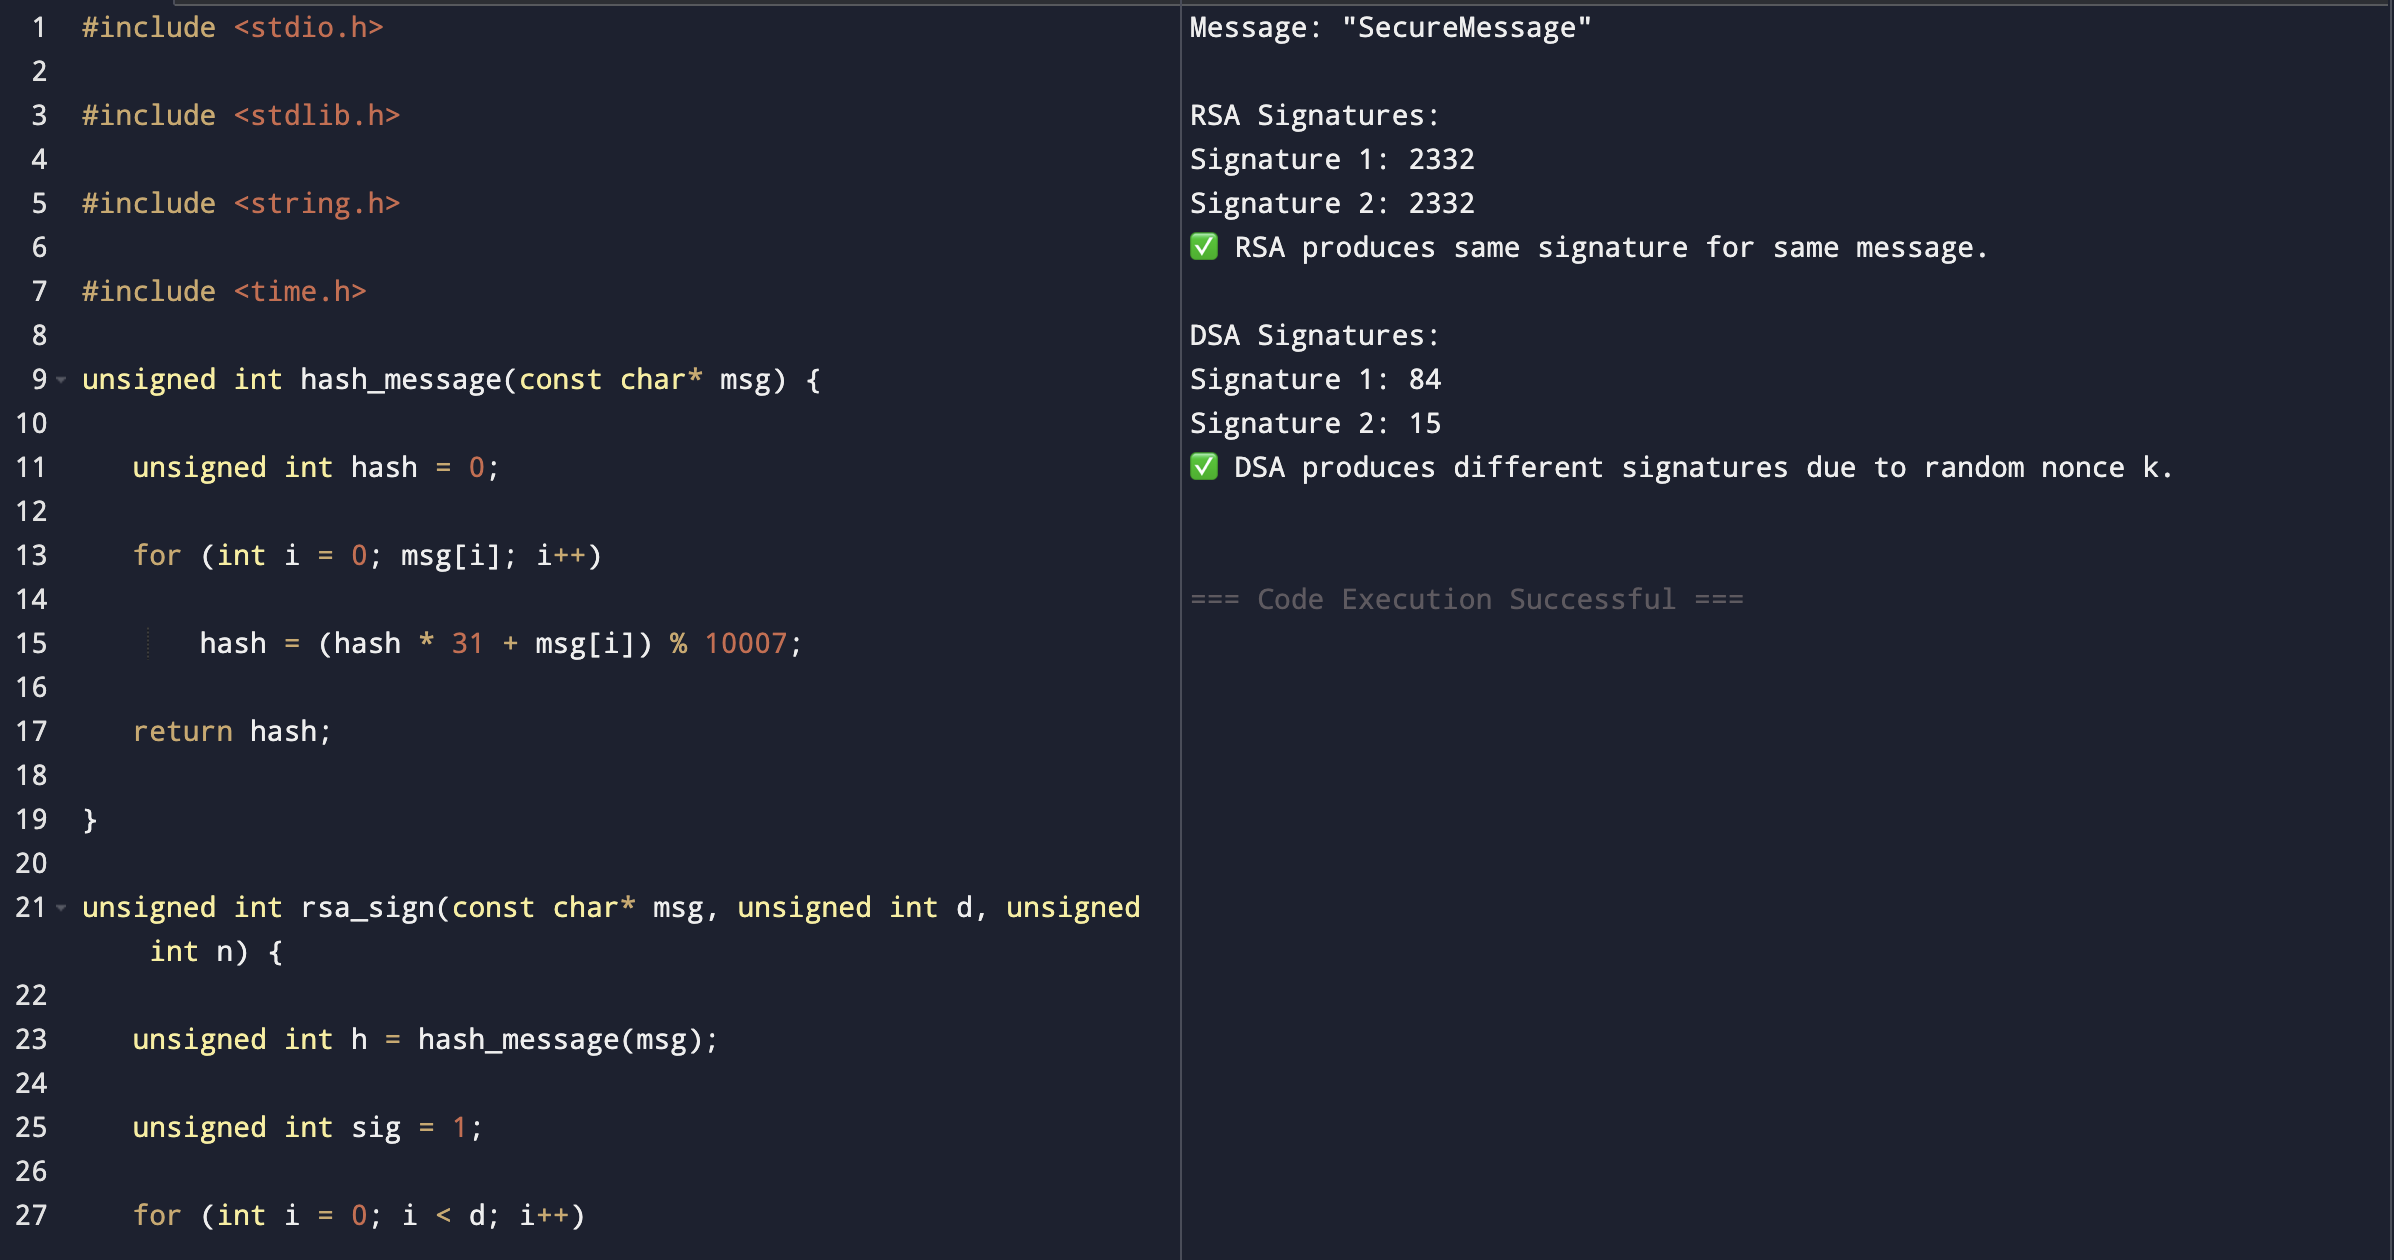 1 #include <stdio.h>
2
3 #include <stdlib.h>
4
5 #include <string.h>
6
7 #include <time.h>
8
9 unsigned int hash_message(const char* msg) {
10
11 unsigned int hash = 0;
12
13 for (int i = 0; msg[i]; i++)
14
15 hash = (hash * 31 + msg[i]) % 10007;
16
17 return hash;
18
19 }
20
21 unsigned int rsa_sign(const char* msg, unsigned int d, unsigned
int n) {
22
23 unsigned int h = hash_message(msg);
24
25 unsigned int sig = 1;
26
27 for (int i = 0; i < d; i++)
Message: "SecureMessage"
RSA Signatures:
Signature 1: 2332
Signature 2: 2332
✅ RSA produces same signature for same message.
DSA Signatures:
Signature 1: 84
Signature 2: 15
✅ DSA produces different signatures due to random nonce k.
=== Code Execution Successful ===